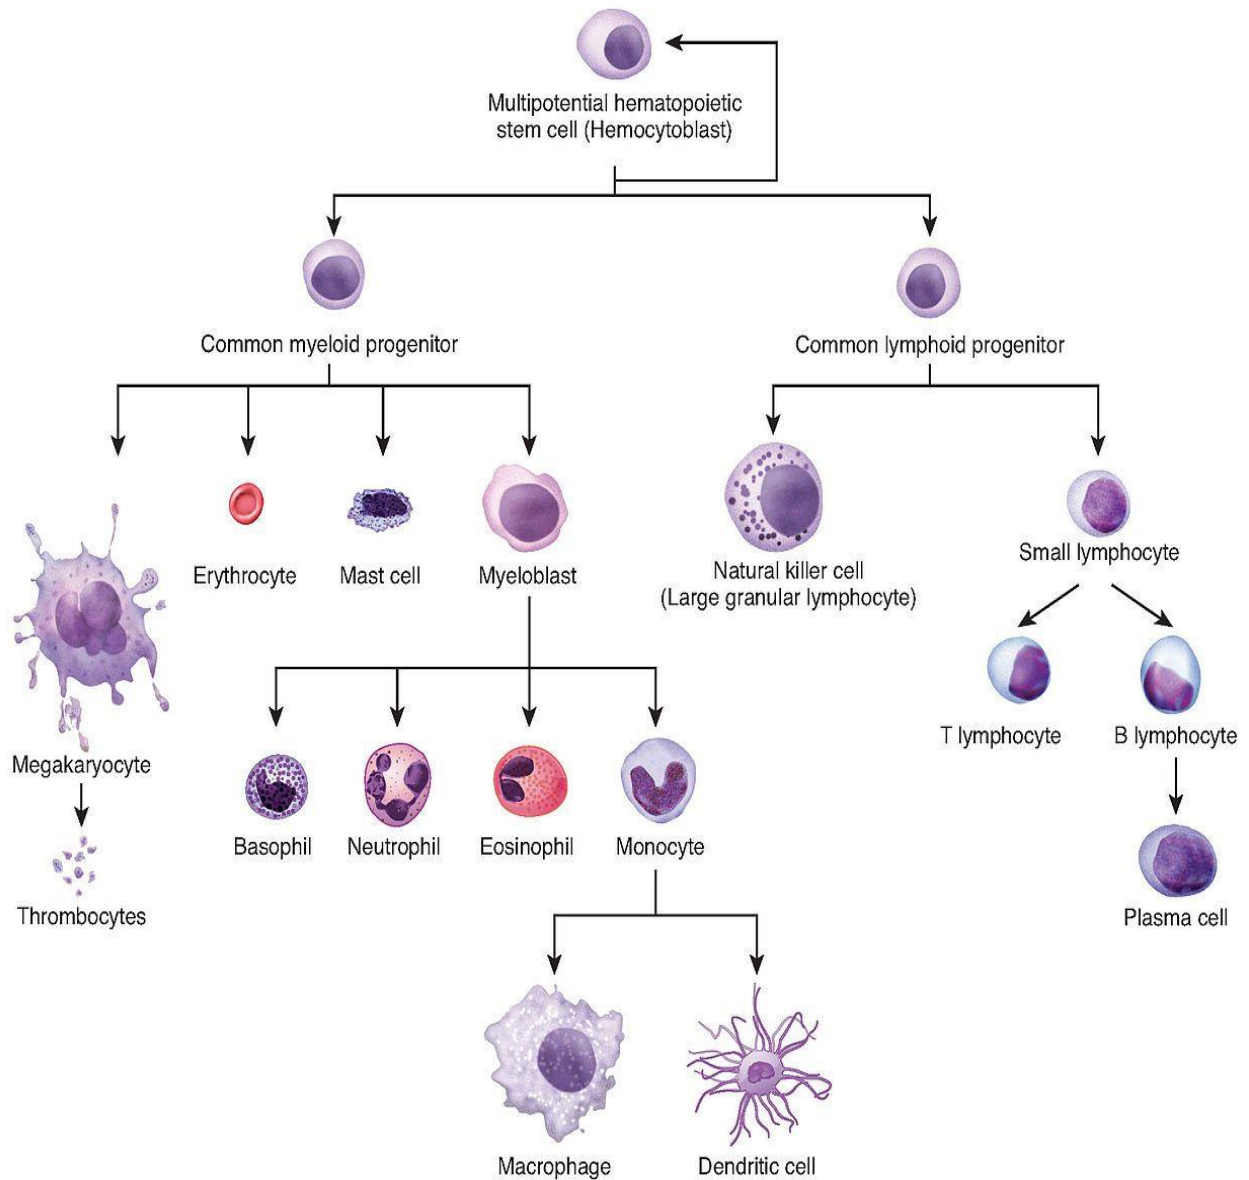 Multipotential hematopoietic
stem cell (Hemocytoblast)
Common myeloid progenitor
Common lymphoid progenitor
Erythrocyte
Mast cell
Myeloblast
Natural killer cell
(Large granular lymphocyte)
Small lymphocyte
T lymphocyte
B lymphocyte
Megakaryocyte
Basophil
Neutrophil
Eosinophil
Monocyte
Thrombocytes
Plasma cell
Macrophage
Dendritic cell